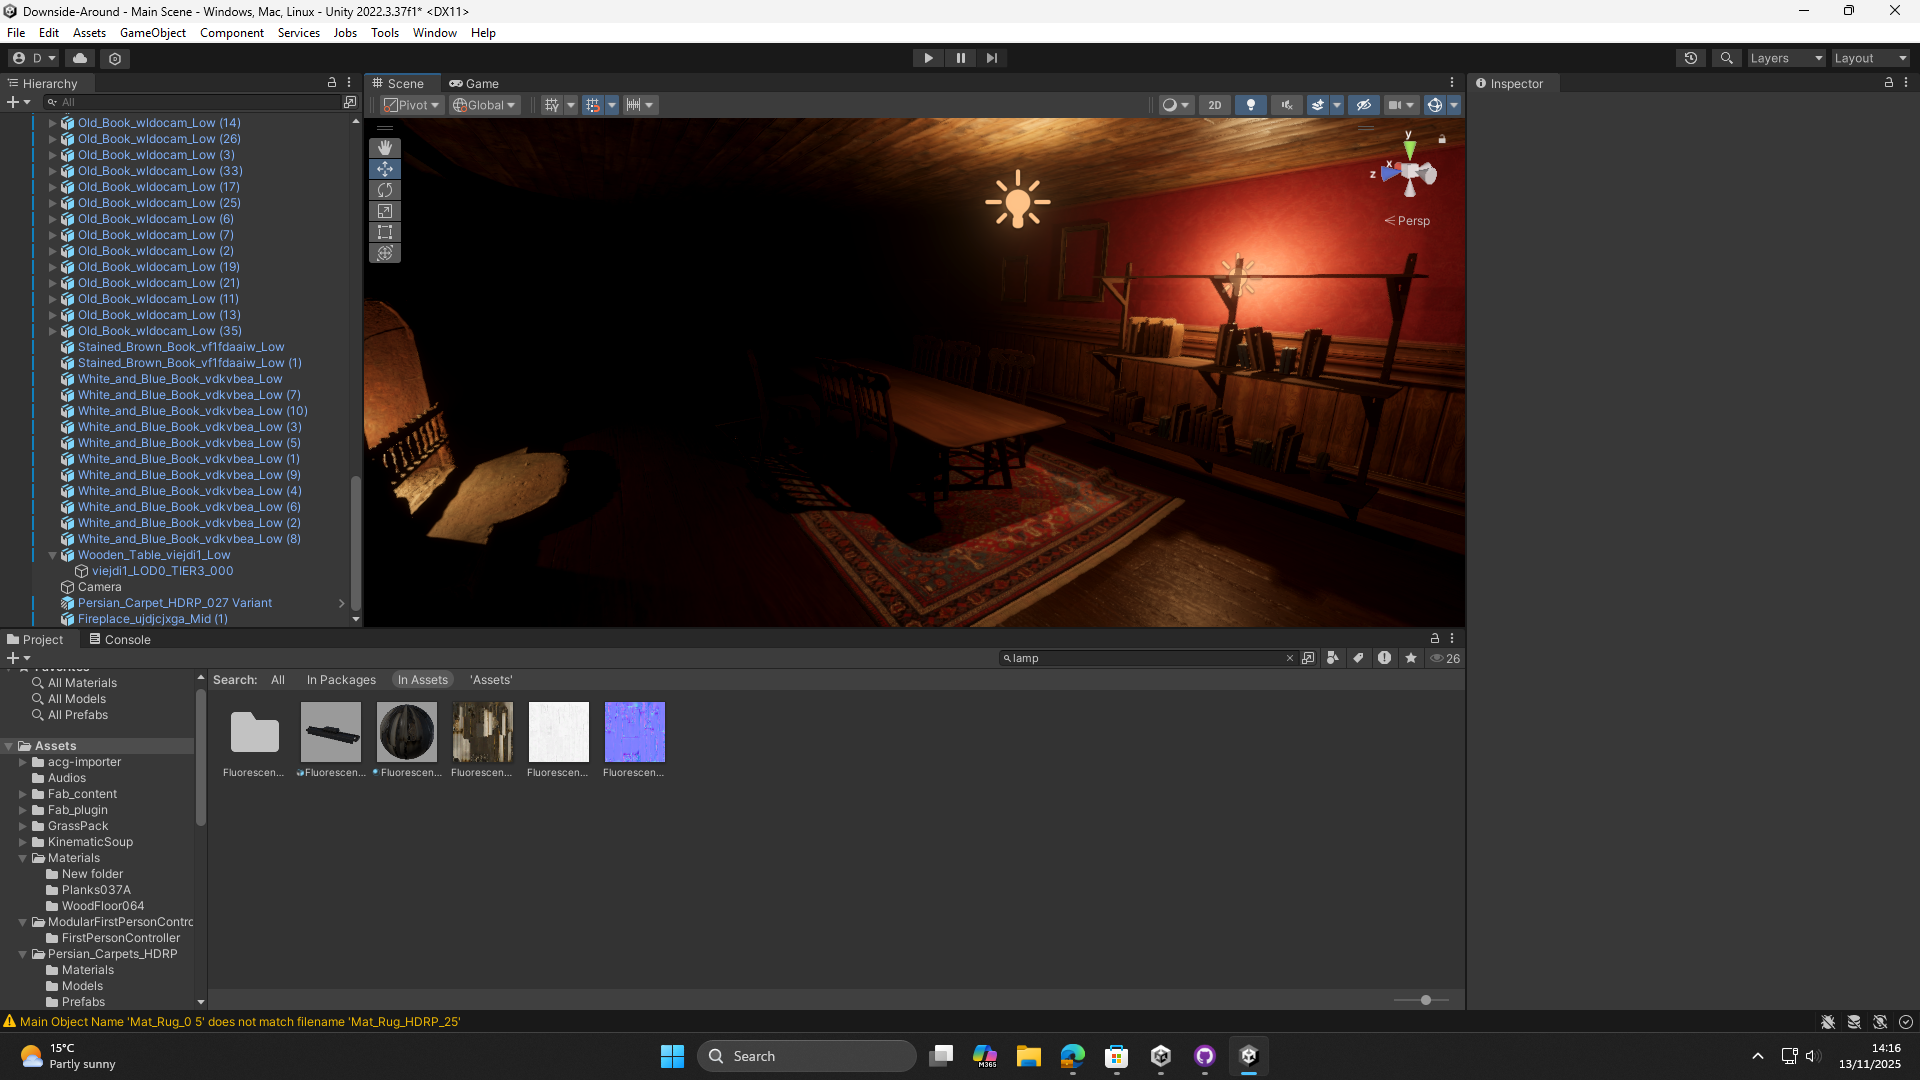 Downside-Around - Main Scene - Windows, Mac, Linux - Unity 2022.3.37f1* <DX11>
File Edit Assets GameObject Component Services Jobs Tools Window Help
D
Layers
Layout
Hierarchy
Scene
Game
Inspector
All
Pivot
Global
2D
Old_Book_wldocam_Low (14)
Old_Book_wldocam_Low (26)
Old_Book_wldocam_Low (3)
Old_Book_wldocam_Low (33)
Old_Book_wldocam_Low (17)
Old_Book_wldocam_Low (25)
Old_Book_wldocam_Low (6)
Old_Book_wldocam_Low (7)
Old_Book_wldocam_Low (2)
Old_Book_wldocam_Low (19)
Old_Book_wldocam_Low (21)
Old_Book_wldocam_Low (11)
Old_Book_wldocam_Low (13)
Old_Book_wldocam_Low (35)
Stained_Brown_Book_vf1fdaaiw_Low
Stained_Brown_Book_vf1fdaaiw_Low (1)
White_and_Blue_Book_vdkvbea_Low
White_and_Blue_Book_vdkvbea_Low (7)
White_and_Blue_Book_vdkvbea_Low (10)
White_and_Blue_Book_vdkvbea_Low (3)
White_and_Blue_Book_vdkvbea_Low (5)
White_and_Blue_Book_vdkvbea_Low (1)
White_and_Blue_Book_vdkvbea_Low (9)
White_and_Blue_Book_vdkvbea_Low (4)
White_and_Blue_Book_vdkvbea_Low (6)
White_and_Blue_Book_vdkvbea_Low (2)
White_and_Blue_Book_vdkvbea_Low (8)
Wooden_Table_viejdi1_Low
viejdi1_LOD0_TIER3_000
Camera
Persian_Carpet_HDRP_027 Variant
Fireplace_ujdjcjxga_Mid (1)
y
x
z
Persp
Project
Console
lamp
26
Favorites
All Materials
All Models
All Prefabs
Assets
acg-importer
Audios
Fab_content
Fab_plugin
GrassPack
KinematicSoup
Materials
New folder
Planks037A
WoodFloor064
ModularFirstPersonContro
FirstPersonController
Persian_Carpets_HDRP
Materials
Models
Prefabs
Search: All In Packages In Assets 'Assets'
Fluorescen... Fluorescen... Fluorescen... Fluorescen... Fluorescen... Fluorescen...
Main Object Name 'Mat_Rug_0 5' does not match filename 'Mat_Rug_HDRP_25'
15°C
Partly sunny
Search
M365
14:16
13/11/2025